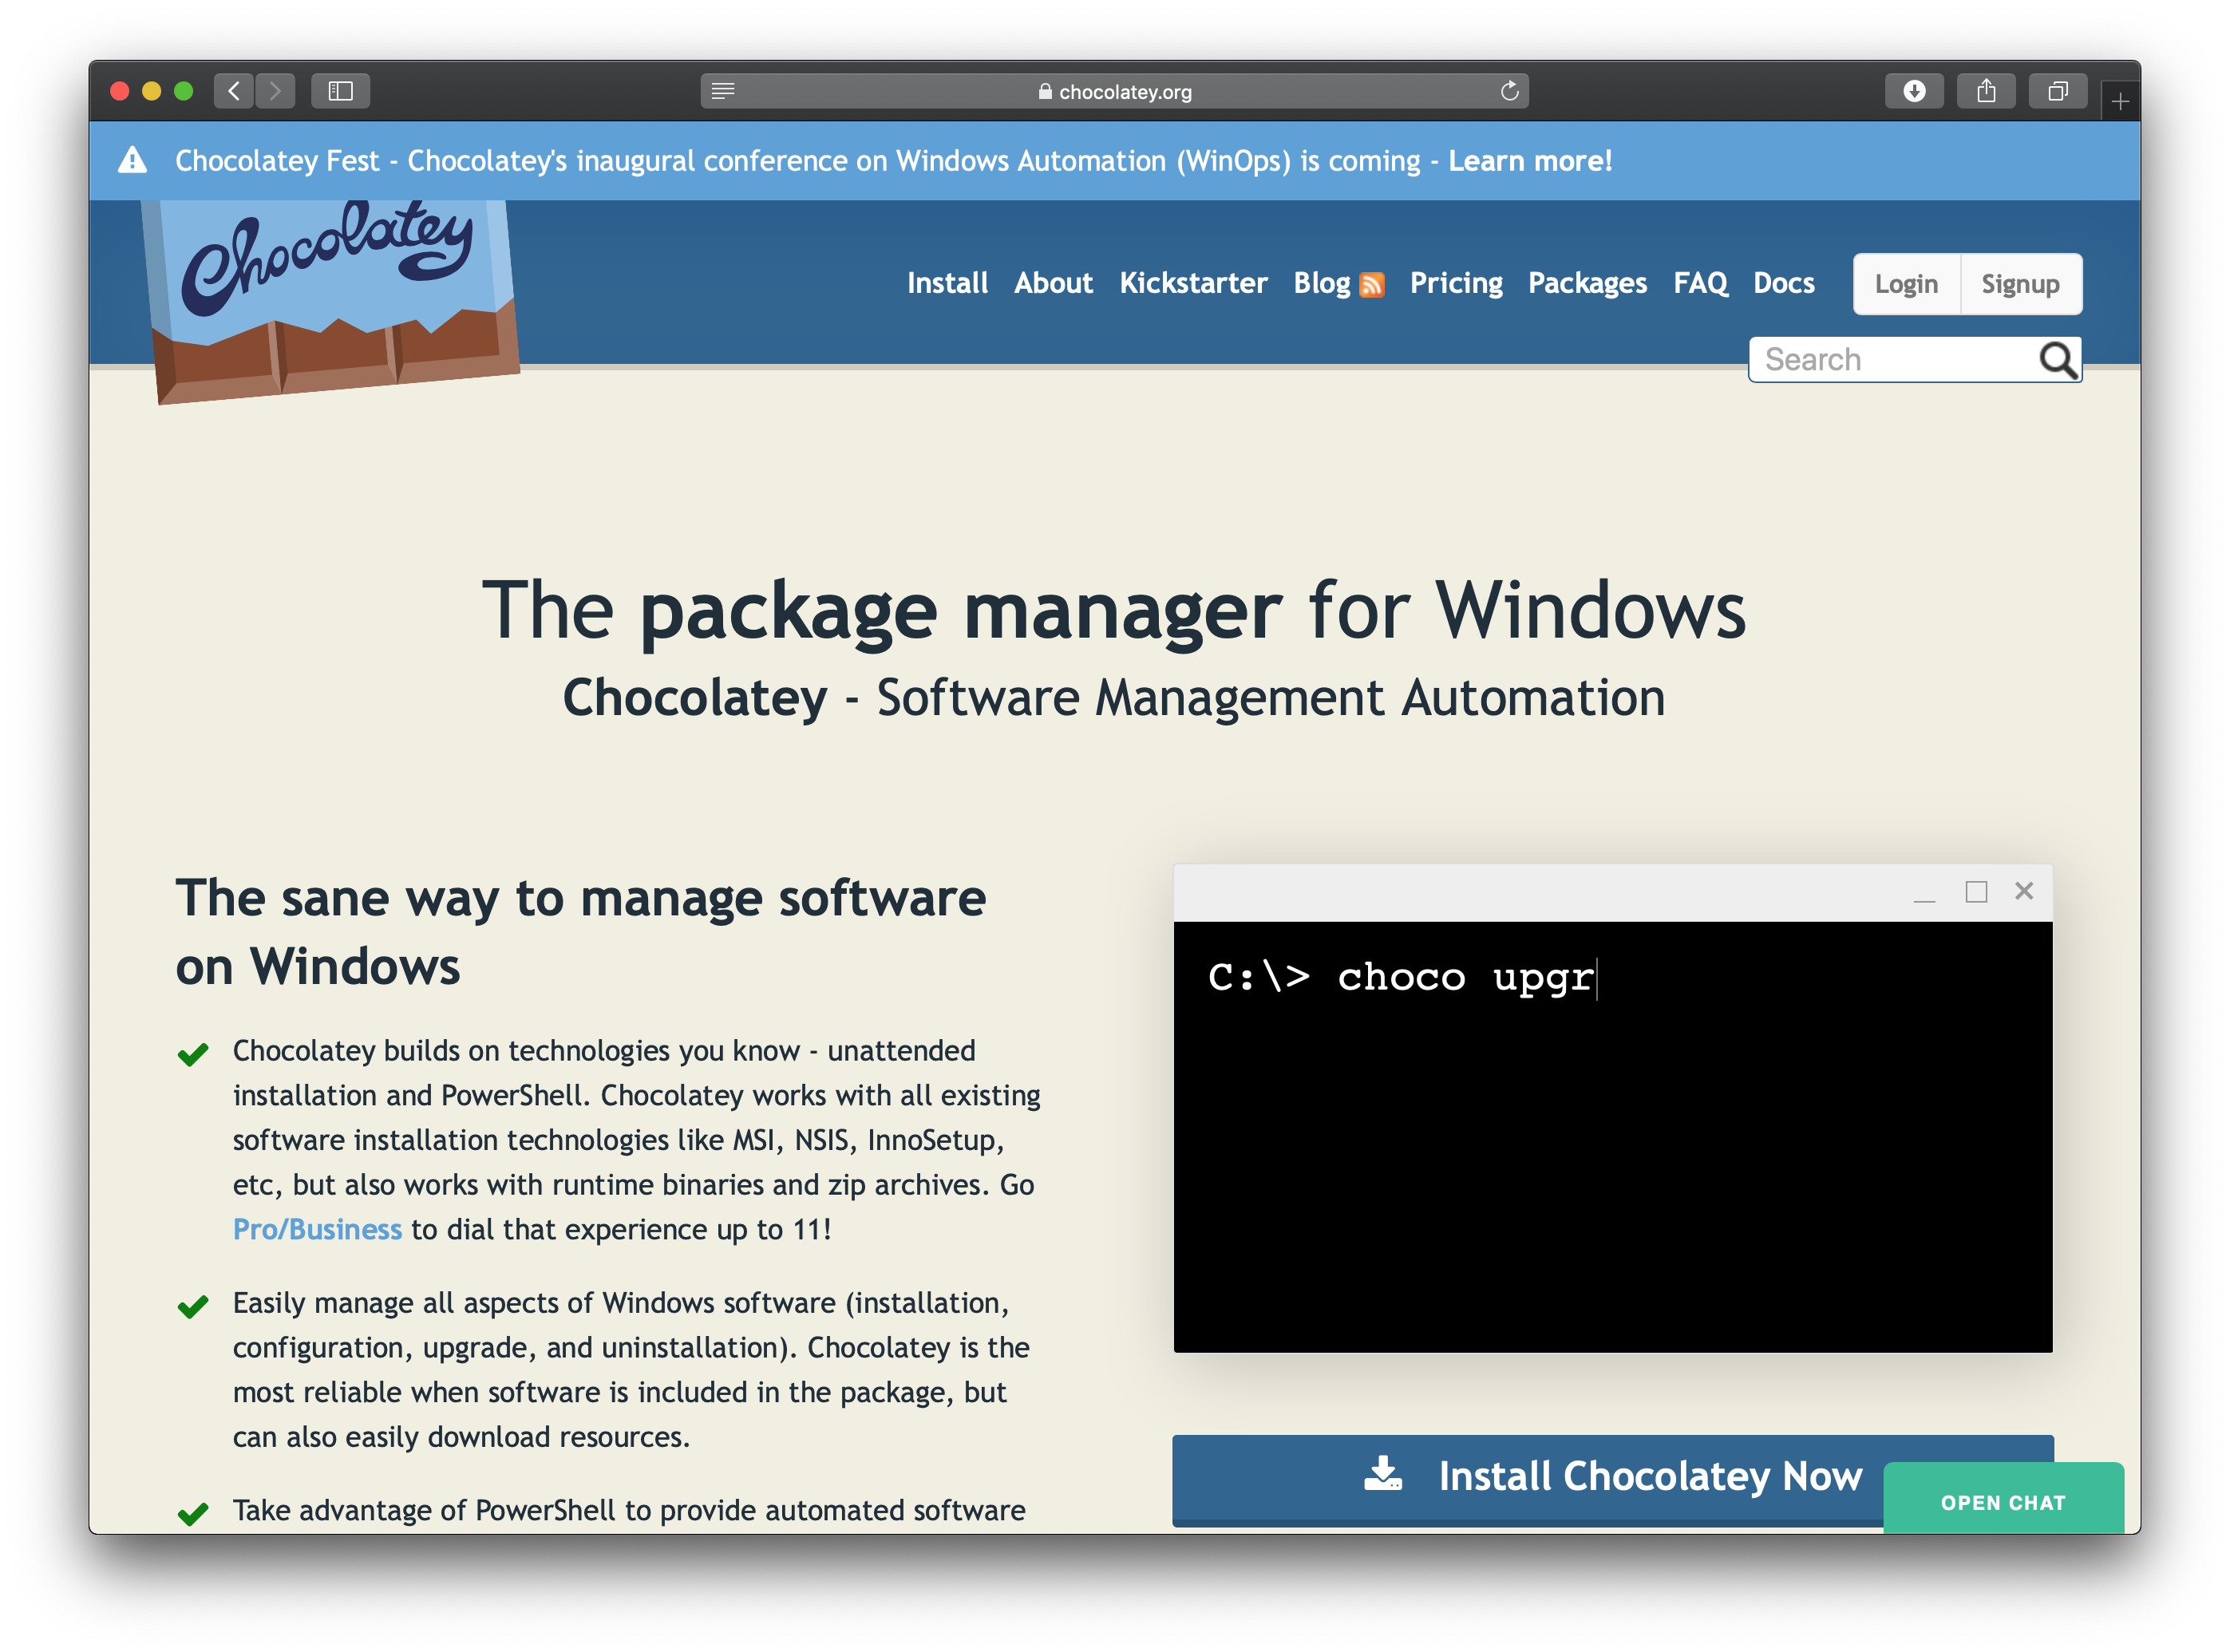 chocolatey.org
Chocolatey Fest - Chocolatey's inaugural conference on Windows Automation (WinOps) is coming - Learn more!
Chocolatey
Install About Kickstarter Blog Pricing Packages FAQ Docs Login Signup
Search
The package manager for Windows
Chocolatey - Software Management Automation
The sane way to manage software
on Windows
Chocolatey builds on technologies you know - unattended
installation and PowerShell. Chocolatey works with all existing
software installation technologies like MSI, NSIS, InnoSetup,
etc, but also works with runtime binaries and zip archives. Go
Pro/Business to dial that experience up to 11!
Easily manage all aspects of Windows software (installation,
configuration, upgrade, and uninstallation). Chocolatey is the
most reliable when software is included in the package, but
can also easily download resources.
Take advantage of PowerShell to provide automated software
C:\> choco upgr
Install Chocolatey Now
OPEN CHAT